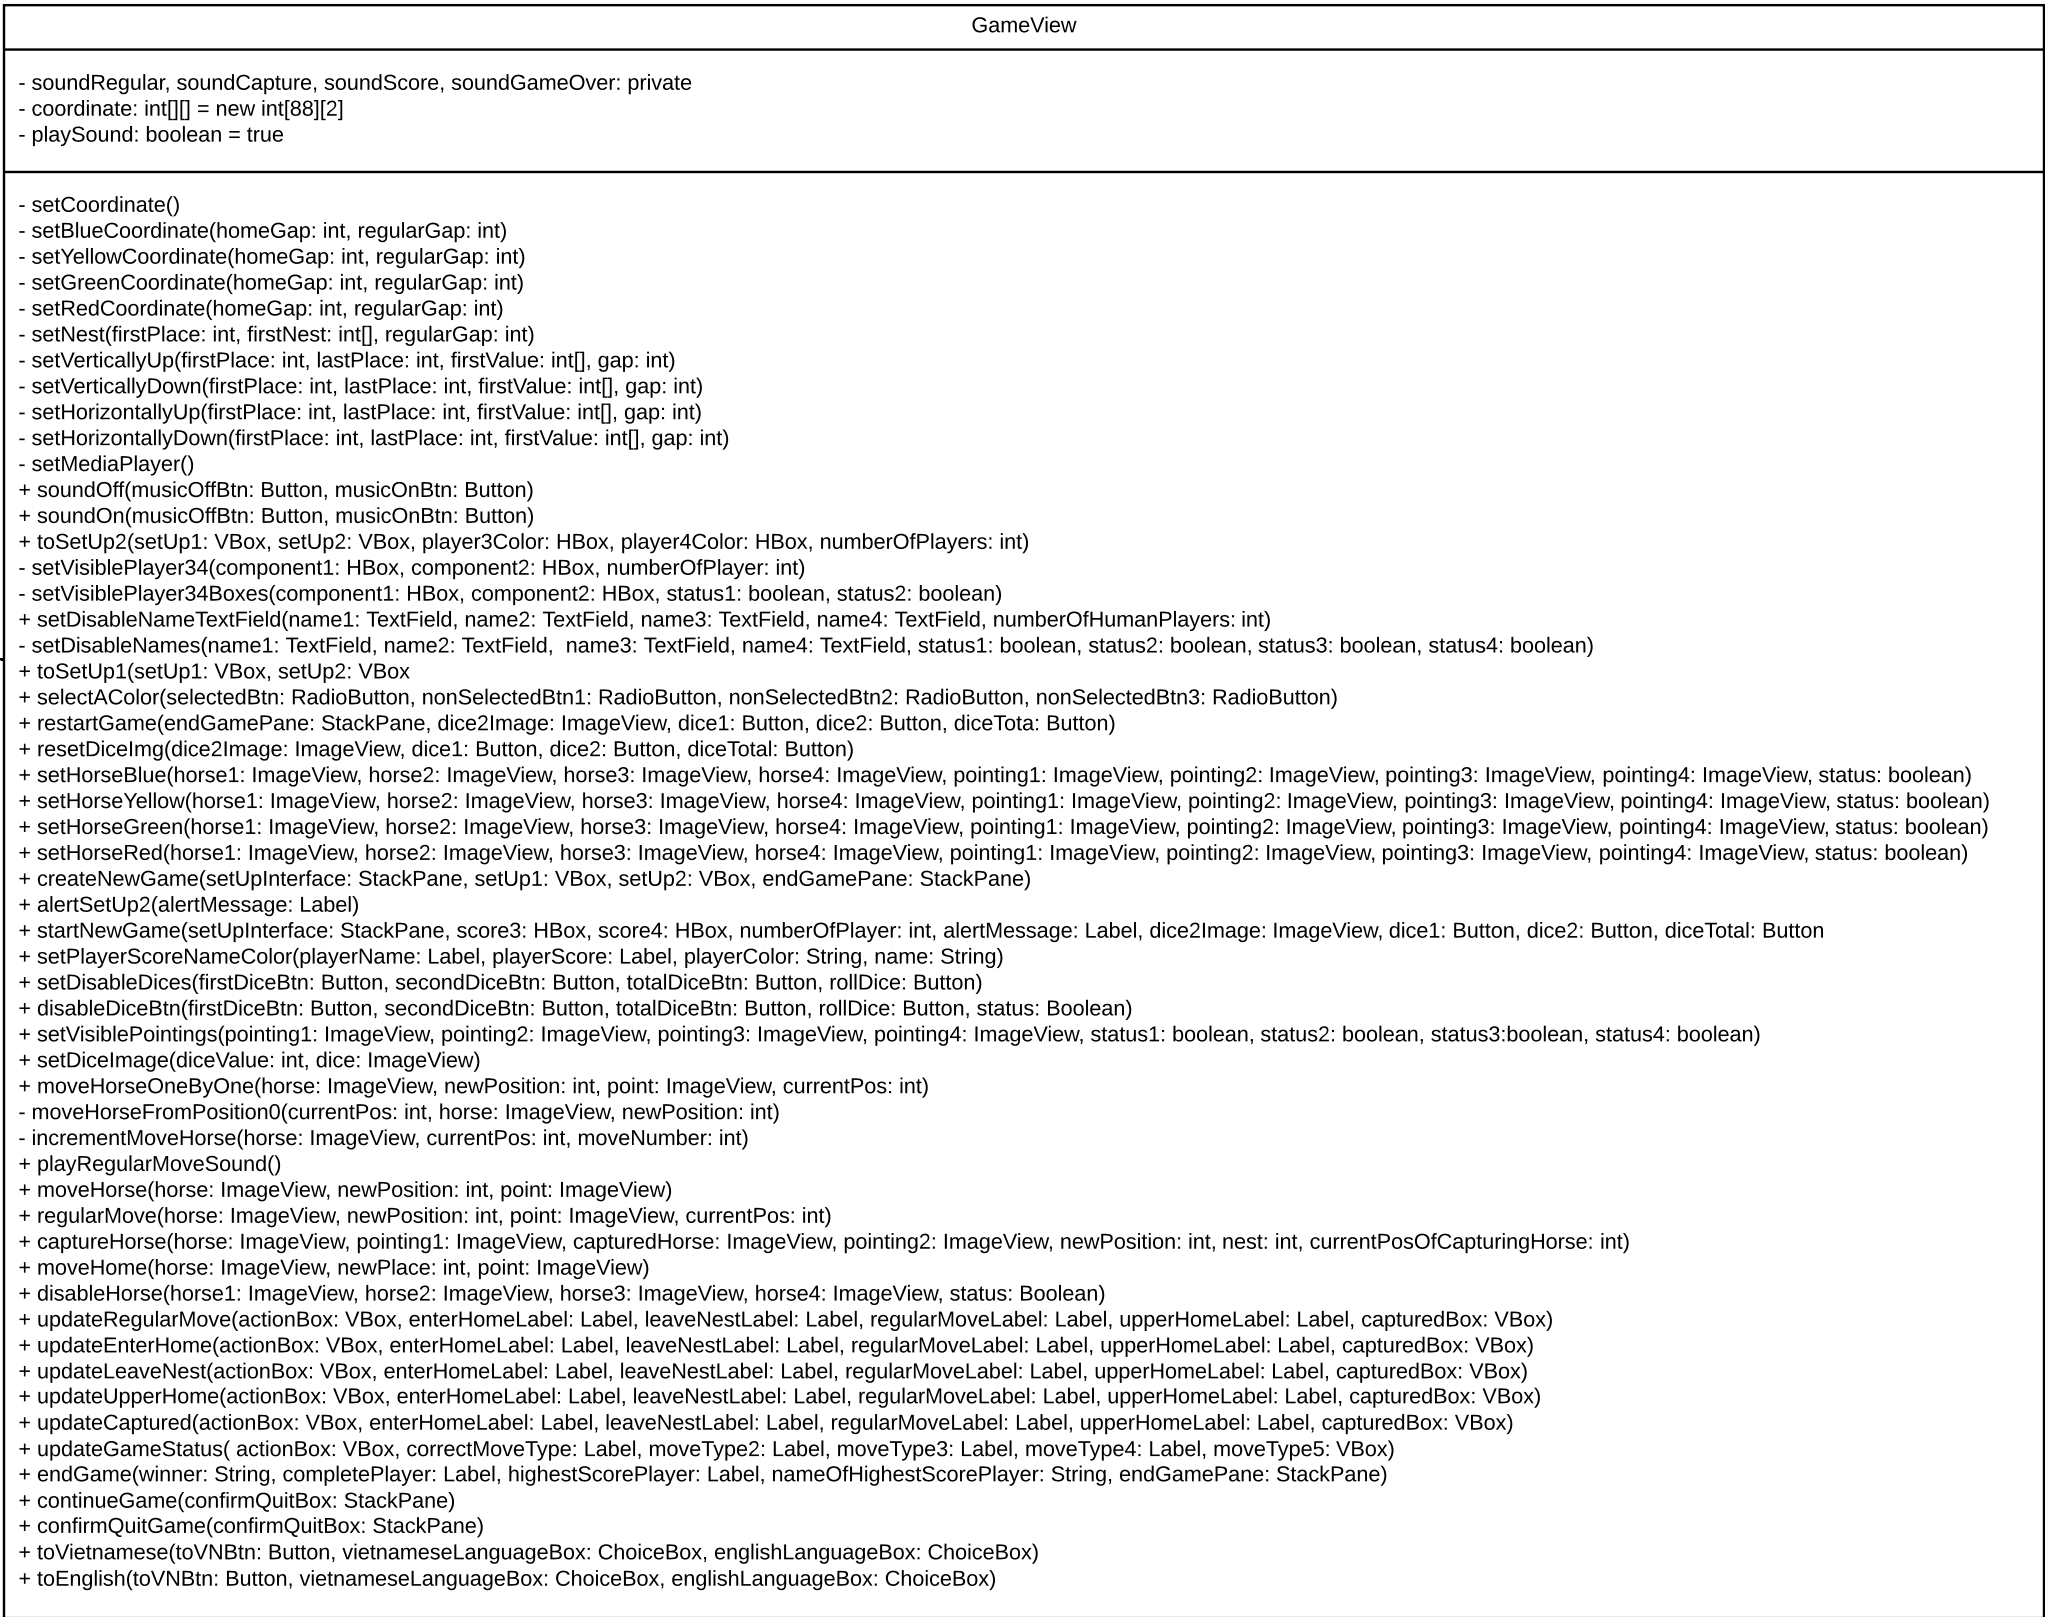 GameView
- soundRegular, soundCapture, soundScore, soundGameOver: private
- coordinate: int[][] = new int[88][2]
- playSound: boolean = true
- setCoordinate()
- setBlueCoordinate(homeGap: int, regularGap: int)
- setYellowCoordinate(homeGap: int, regularGap: int)
- setGreenCoordinate(homeGap: int, regularGap: int)
- setRedCoordinate(homeGap: int, regularGap: int)
- setNest(firstPlace: int, firstNest: int[], regularGap: int)
- setVerticallyUp(firstPlace: int, lastPlace: int, firstValue: int[], gap: int)
- setVerticallyDown(firstPlace: int, lastPlace: int, firstValue: int[], gap: int)
- setHorizontallyUp(firstPlace: int, lastPlace: int, firstValue: int[], gap: int)
- setHorizontallyDown(firstPlace: int, lastPlace: int, firstValue: int[], gap: int)
- setMediaPlayer()
+ soundOff(musicOffBtn: Button, musicOnBtn: Button)
+ soundOn(musicOffBtn: Button, musicOnBtn: Button)
+ toSetUp2(setUp1: VBox, setUp2: VBox, player3Color: HBox, player4Color: HBox, numberOfPlayers: int)
- setVisiblePlayer34(component1: HBox, component2: HBox, numberOfPlayer: int)
- setVisiblePlayer34Boxes(component1: HBox, component2: HBox, status1: boolean, status2: boolean)
+ setDisableNameTextField(name1: TextField, name2: TextField, name3: TextField, name4: TextField, numberOfHumanPlayers: int)
- setDisableNames(name1: TextField, name2: TextField,  name3: TextField, name4: TextField, status1: boolean, status2: boolean, status3: boolean, status4: boolean)
+ toSetUp1(setUp1: VBox, setUp2: VBox
+ selectAColor(selectedBtn: RadioButton, nonSelectedBtn1: RadioButton, nonSelectedBtn2: RadioButton, nonSelectedBtn3: RadioButton)
+ restartGame(endGamePane: StackPane, dice2Image: ImageView, dice1: Button, dice2: Button, diceTota: Button)
+ resetDiceImg(dice2Image: ImageView, dice1: Button, dice2: Button, diceTotal: Button)
+ setHorseBlue(horse1: ImageView, horse2: ImageView, horse3: ImageView, horse4: ImageView, pointing1: ImageView, pointing2: ImageView, pointing3: ImageView, pointing4: ImageView, status: boolean)
+ setHorseYellow(horse1: ImageView, horse2: ImageView, horse3: ImageView, horse4: ImageView, pointing1: ImageView, pointing2: ImageView, pointing3: ImageView, pointing4: ImageView, status: boolean)
+ setHorseGreen(horse1: ImageView, horse2: ImageView, horse3: ImageView, horse4: ImageView, pointing1: ImageView, pointing2: ImageView, pointing3: ImageView, pointing4: ImageView, status: boolean)
+ setHorseRed(horse1: ImageView, horse2: ImageView, horse3: ImageView, horse4: ImageView, pointing1: ImageView, pointing2: ImageView, pointing3: ImageView, pointing4: ImageView, status: boolean)
+ createNewGame(setUpInterface: StackPane, setUp1: VBox, setUp2: VBox, endGamePane: StackPane)
+ alertSetUp2(alertMessage: Label)
+ startNewGame(setUpInterface: StackPane, score3: HBox, score4: HBox, numberOfPlayer: int, alertMessage: Label, dice2Image: ImageView, dice1: Button, dice2: Button, diceTotal: Button
+ setPlayerScoreNameColor(playerName: Label, playerScore: Label, playerColor: String, name: String)
+ setDisableDices(firstDiceBtn: Button, secondDiceBtn: Button, totalDiceBtn: Button, rollDice: Button)
+ disableDiceBtn(firstDiceBtn: Button, secondDiceBtn: Button, totalDiceBtn: Button, rollDice: Button, status: Boolean)
+ setVisiblePointings(pointing1: ImageView, pointing2: ImageView, pointing3: ImageView, pointing4: ImageView, status1: boolean, status2: boolean, status3:boolean, status4: boolean)
+ setDiceImage(diceValue: int, dice: ImageView)
+ moveHorseOneByOne(horse: ImageView, newPosition: int, point: ImageView, currentPos: int)
- moveHorseFromPosition0(currentPos: int, horse: ImageView, newPosition: int)
- incrementMoveHorse(horse: ImageView, currentPos: int, moveNumber: int)
+ playRegularMoveSound()
+ moveHorse(horse: ImageView, newPosition: int, point: ImageView)
+ regularMove(horse: ImageView, newPosition: int, point: ImageView, currentPos: int)
+ captureHorse(horse: ImageView, pointing1: ImageView, capturedHorse: ImageView, pointing2: ImageView, newPosition: int, nest: int, currentPosOfCapturingHorse: int)
+ moveHome(horse: ImageView, newPlace: int, point: ImageView)
+ disableHorse(horse1: ImageView, horse2: ImageView, horse3: ImageView, horse4: ImageView, status: Boolean)
+ updateRegularMove(actionBox: VBox, enterHomeLabel: Label, leaveNestLabel: Label, regularMoveLabel: Label, upperHomeLabel: Label, capturedBox: VBox)
+ updateEnterHome(actionBox: VBox, enterHomeLabel: Label, leaveNestLabel: Label, regularMoveLabel: Label, upperHomeLabel: Label, capturedBox: VBox)
+ updateLeaveNest(actionBox: VBox, enterHomeLabel: Label, leaveNestLabel: Label, regularMoveLabel: Label, upperHomeLabel: Label, capturedBox: VBox)
+ updateUpperHome(actionBox: VBox, enterHomeLabel: Label, leaveNestLabel: Label, regularMoveLabel: Label, upperHomeLabel: Label, capturedBox: VBox)
+ updateCaptured(actionBox: VBox, enterHomeLabel: Label, leaveNestLabel: Label, regularMoveLabel: Label, upperHomeLabel: Label, capturedBox: VBox)
+ updateGameStatus( actionBox: VBox, correctMoveType: Label, moveType2: Label, moveType3: Label, moveType4: Label, moveType5: VBox)
+ endGame(winner: String, completePlayer: Label, highestScorePlayer: Label, nameOfHighestScorePlayer: String, endGamePane: StackPane)
+ continueGame(confirmQuitBox: StackPane)
+ confirmQuitGame(confirmQuitBox: StackPane)
+ toVietnamese(toVNBtn: Button, vietnameseLanguageBox: ChoiceBox, englishLanguageBox: ChoiceBox)
+ toEnglish(toVNBtn: Button, vietnameseLanguageBox: ChoiceBox, englishLanguageBox: ChoiceBox)